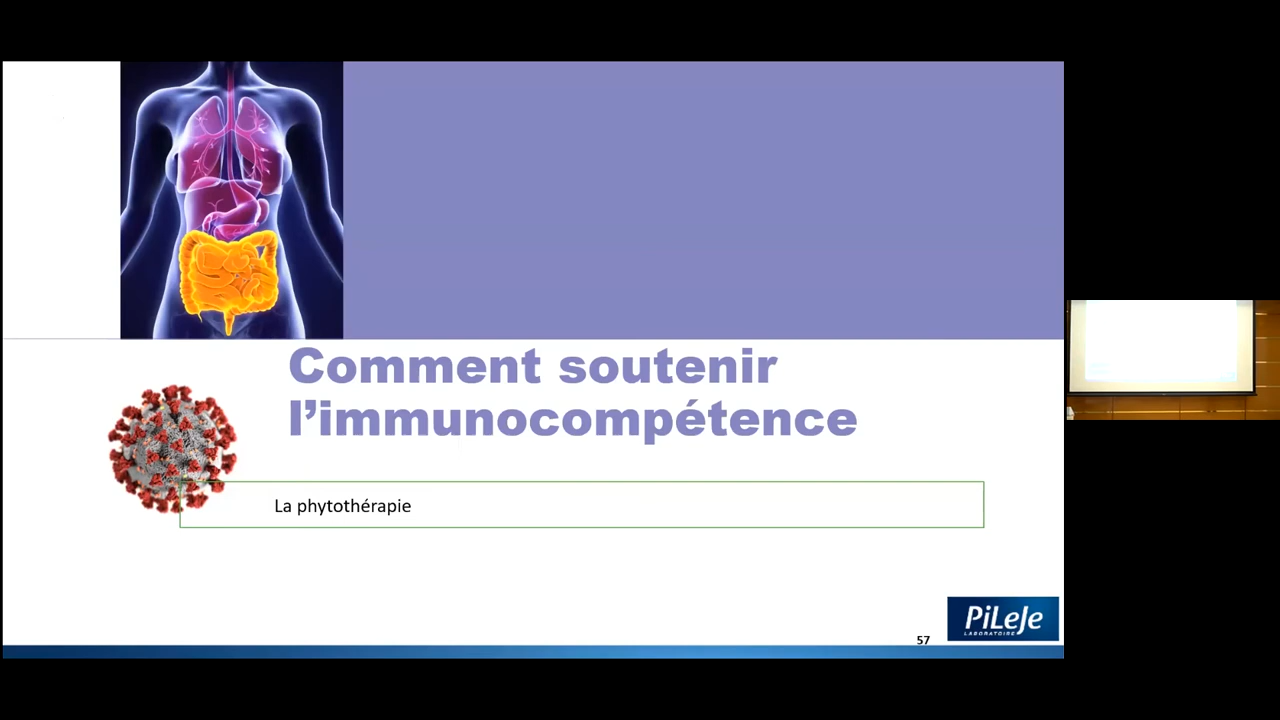 Comment soutenir
l’immunocompétence
La phytothérapie
PiLeJe
LABORATOIRE
57